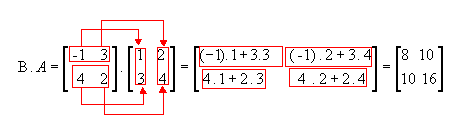 -1 3 1 2 (-1).1+3.3 (-1).2+3.4 8 10
B.A= . = =
4 2 3 4 4.1+2.3 4.2+2.4 10 16